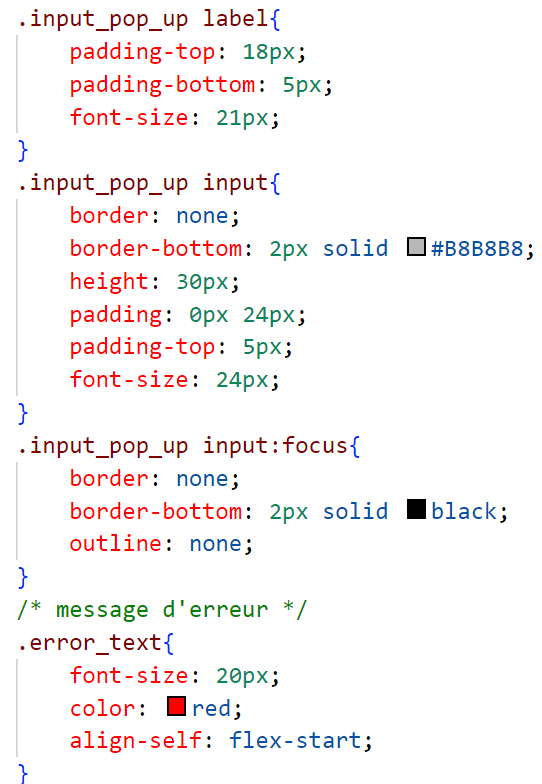 .input_pop_up label{
    padding-top: 18px;
    padding-bottom: 5px;
    font-size: 21px;
}
.input_pop_up input{
    border: none;
    border-bottom: 2px solid #B8B8B8;
    height: 30px;
    padding: 0px 24px;
    padding-top: 5px;
    font-size: 24px;
}
.input_pop_up input:focus{
    border: none;
    border-bottom: 2px solid black;
    outline: none;
}
/* message d'erreur */
.error_text{
    font-size: 20px;
    color: red;
    align-self: flex-start;
}